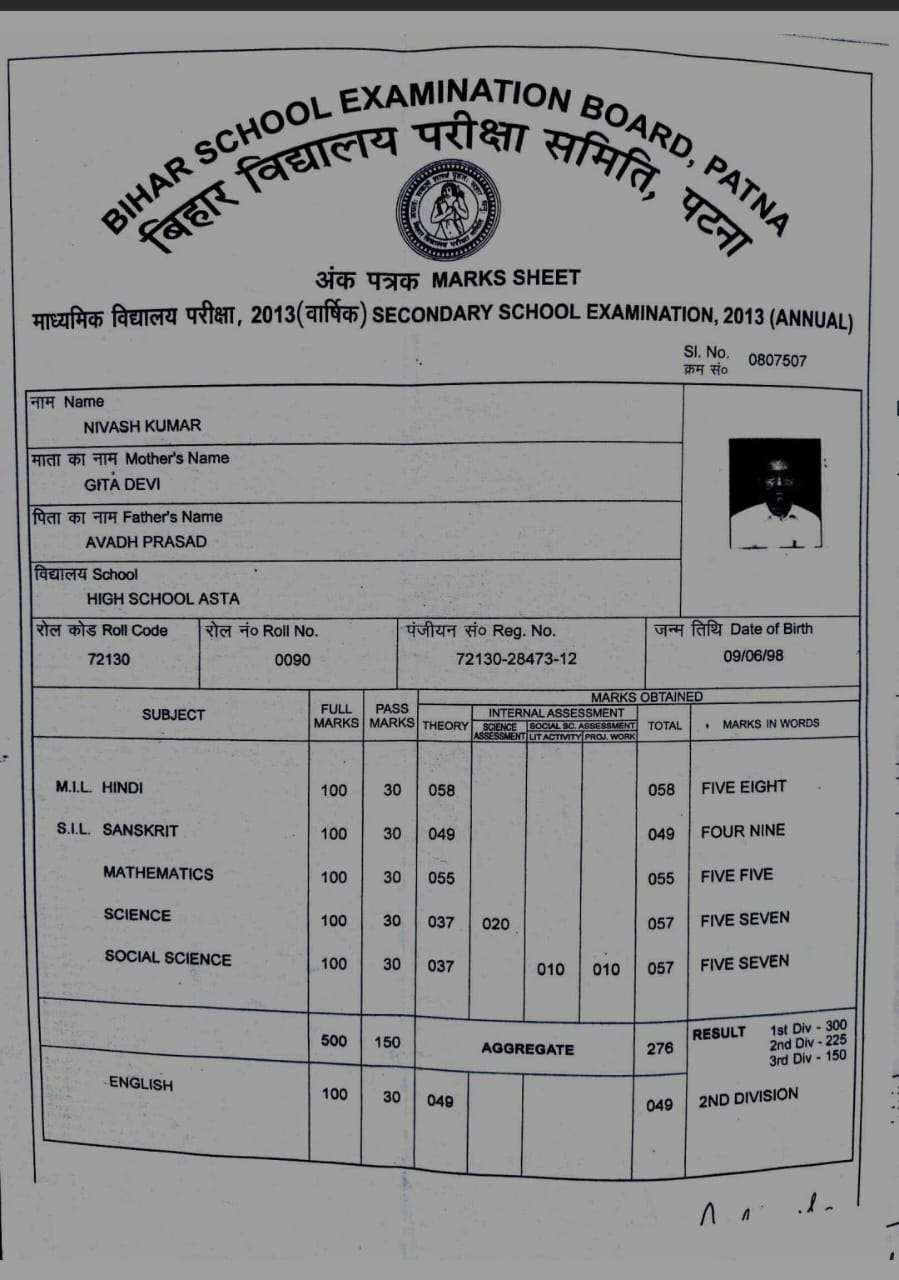 BIHAR SCHOOL EXAMINATION BOARD, PATNA
बिहार विद्यालय परीक्षा समिति, पटना
अंक पत्रक MARKS SHEET
माध्यमिक विद्यालय परीक्षा, 2013(वार्षिक) SECONDARY SCHOOL EXAMINATION, 2013 (ANNUAL)
Sl. No. 0807507
क्रम सं०
नाम Name
NIVASH KUMAR
माता का नाम Mother's Name
GITA DEVI
पिता का नाम Father's Name
AVADH PRASAD
विद्यालय School
HIGH SCHOOL ASTA
रोल कोड Roll Code रोल नं० Roll No. पंजीयन सं० Reg. No. जन्म तिथि Date of Birth
72130 0090 72130-28473-12 09/06/98
MARKS OBTAINED
SUBJECT FULL MARKS PASS MARKS THEORY INTERNAL ASSESSMENT TOTAL MARKS IN WORDS
SCIENCE ASSESSMENT SOCIAL SC. ASSESSMENT
LIT ACTIVITY PROJ. WORK
M.I.L. HINDI 100 30 058 058 FIVE EIGHT
S.I.L. SANSKRIT 100 30 049 049 FOUR NINE
MATHEMATICS 100 30 055 055 FIVE FIVE
SCIENCE 100 30 037 020 057 FIVE SEVEN
SOCIAL SCIENCE 100 30 037 010 010 057 FIVE SEVEN
500 150 AGGREGATE 276 RESULT 1st Div - 300
2nd Div - 225
3rd Div - 150
ENGLISH 100 30 049 049 2ND DIVISION